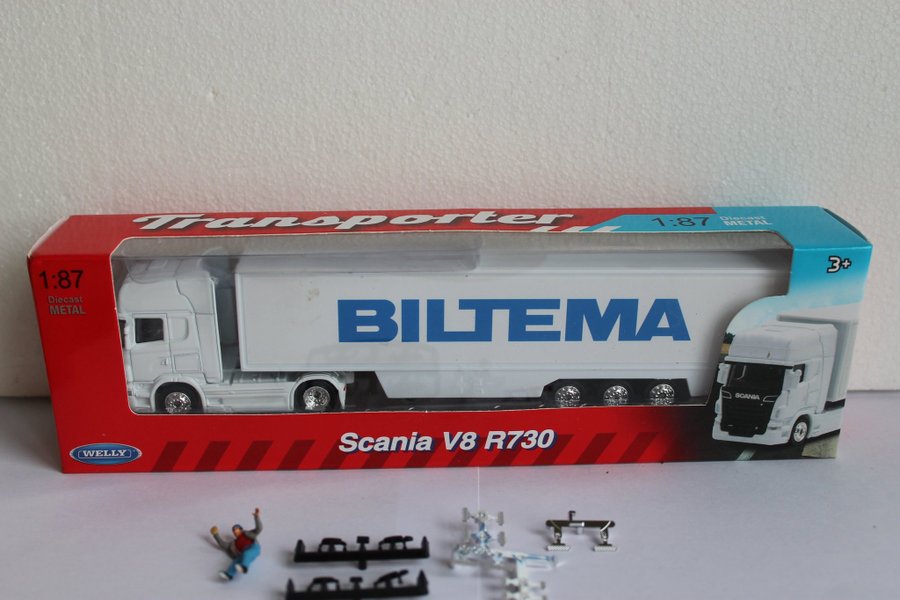 Transporter
1:87
Diecast
METAL
1:87
Diecast
METAL
3+
BILTEMA
SCANIA
Scania V8 R730
WELLY